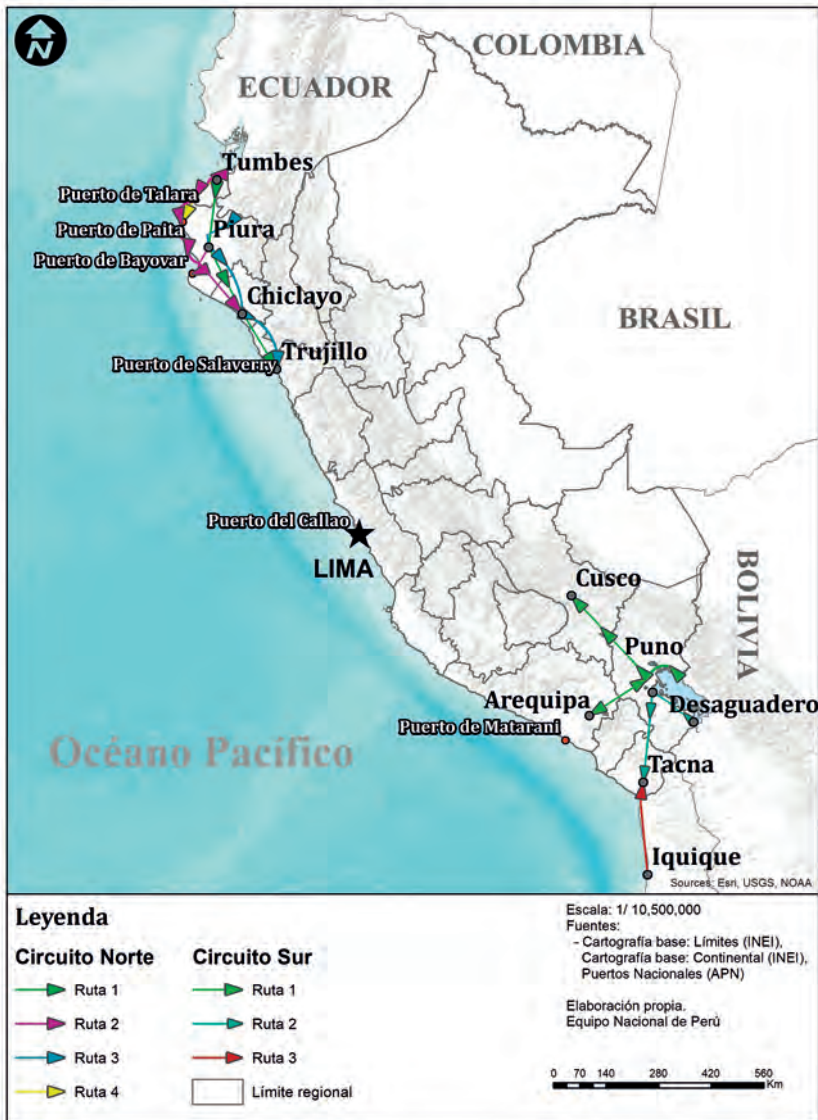 N
COLOMBIA
ECUADOR
Tumbes
Puerto de Talara
Puerto de Paita
Piura
Puerto de Bayovar
Chiclayo
BRASIL
Trujillo
Puerto de Salaverry
Puerto del Callao
LIMA
BOLIVIA
Cusco
Puno
Arequipa
Desaguadero
Puerto de Matarani
Océano Pacífico
Tacna
Iquique
Sources: Esri, USGS, NOAA
Leyenda
Circuito Norte
Ruta 1
Ruta 2
Ruta 3
Ruta 4
Circuito Sur
Ruta 1
Ruta 2
Ruta 3
Límite regional
Escala: 1/ 10,500,000
Fuentes:
- Cartografía base: Límites (INEI),
Cartografía base: Continental (INEI),
Puertos Nacionales (APN)
Elaboración propia.
Equipo Nacional de Perú
0 70 140 280 420 560
Km